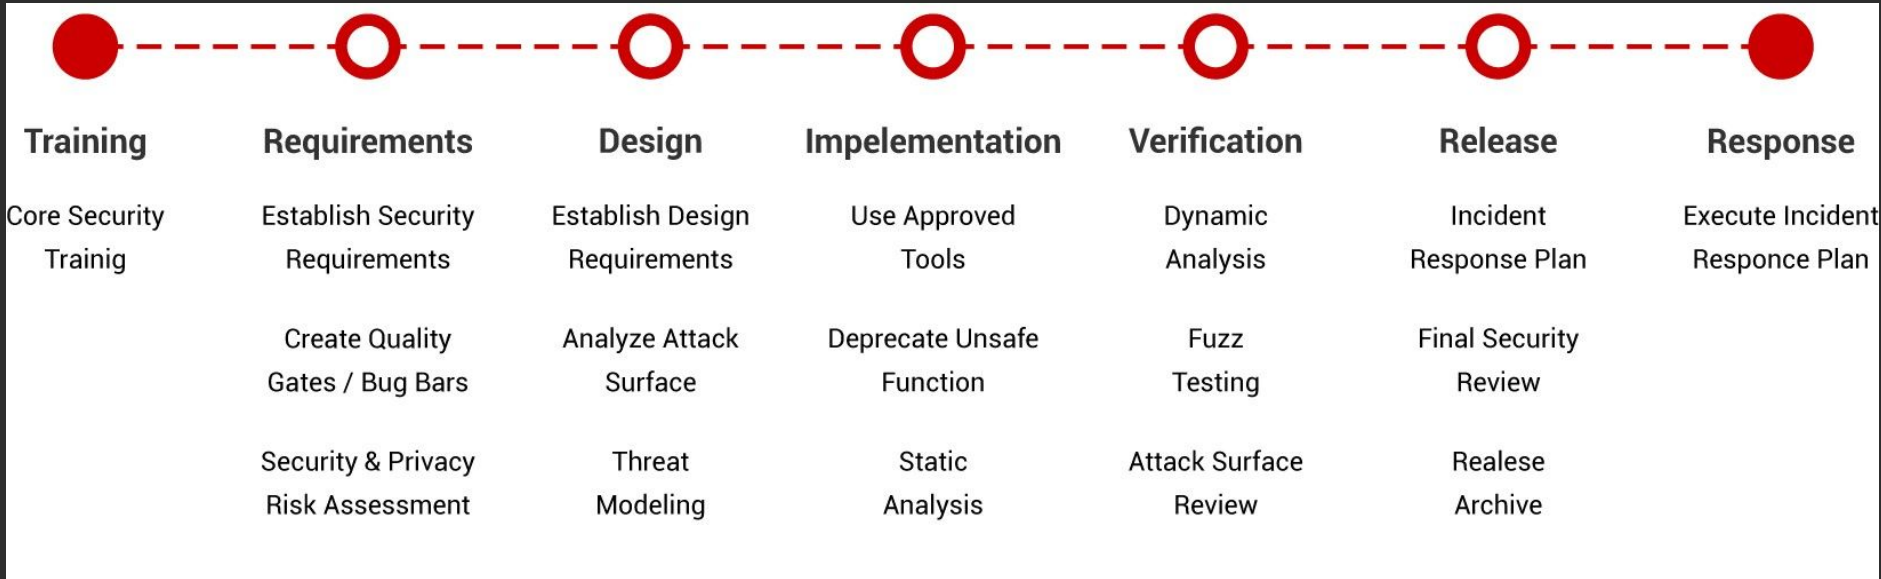 Training
Core Security
Trainig
Requirements
Establish Security
Requirements
Create Quality
Gates / Bug Bars
Security & Privacy
Risk Assessment
Design
Establish Design
Requirements
Analyze Attack
Surface
Threat
Modeling
Impelementation
Use Approved
Tools
Deprecate Unsafe
Function
Static
Analysis
Verification
Dynamic
Analysis
Fuzz
Testing
Attack Surface
Review
Release
Incident
Response Plan
Final Security
Review
Realese
Archive
Response
Execute Incident
Responce Plan